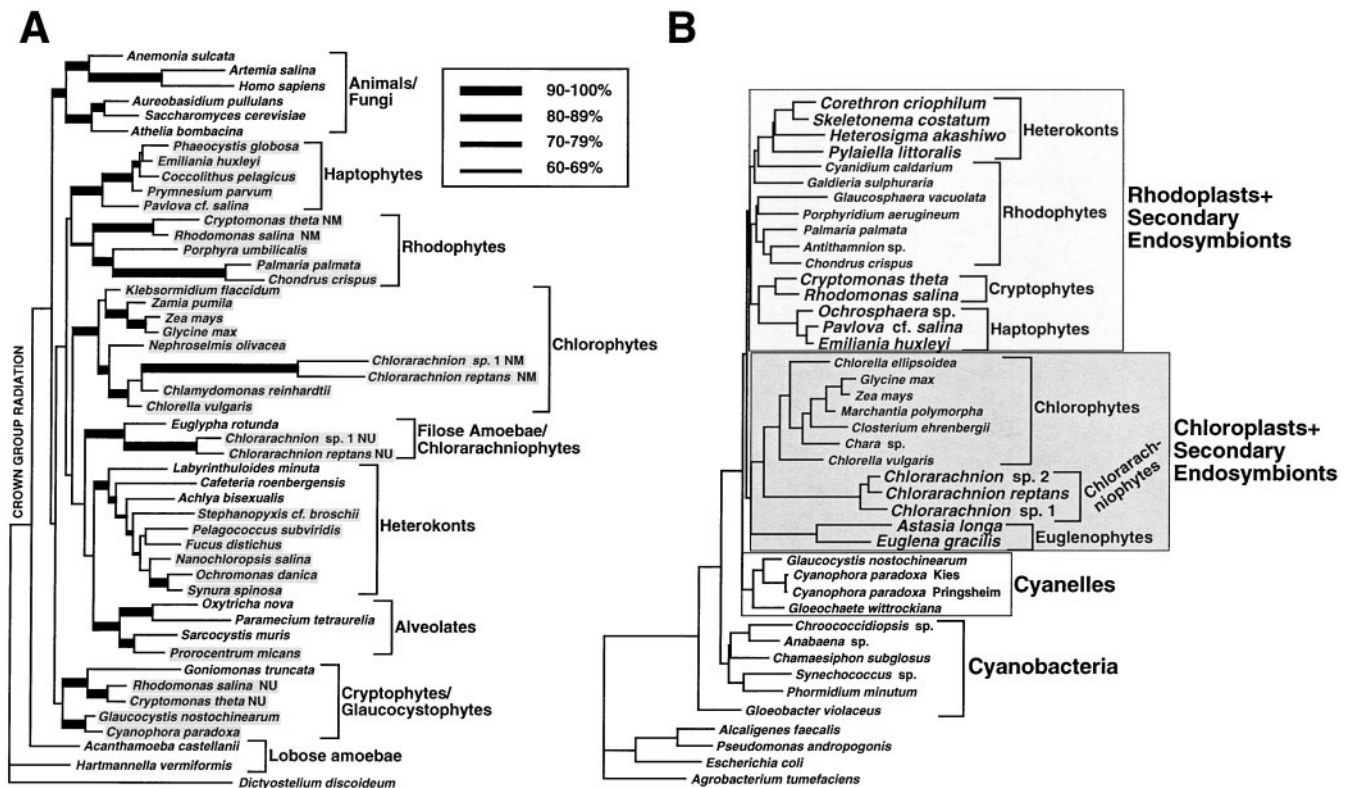 A
Anemonia sulcata
Artemia salina
Homo sapiens
Aureobasidium pullulans
Saccharomyces cerevisiae
Athelia bombacina
Animals/
Fungi
90-100%
80-89%
70-79%
60-69%
Phaeocystis globosa
Emiliania huxleyi
Coccolithus pelagicus
Prymnesium parvum
Pavlova cf. salina
Haptophytes
Cryptomonas theta NM
Rhodomonas salina NM
Porphyra umbilicalis
Palmaria palmata
Chondrus crispus
Rhodophytes
Klebsormidium flaccidum
Zamia pumila
Zea mays
Glycine max
Nephroselmis olivacea
Chlorarachnion sp. 1 NM
Chlorarachnion reptans NM
Chlamydomonas reinhardtii
Chlorella vulgaris
Chlorophytes
CROWN GROUP RADIATION
Euglypha rotunda
Chlorarachnion sp. 1 NU
Chlorarachnion reptans NU
Filose Amoebae/
Chlorarachniophytes
Labyrinthuloides minuta
Cafeteria roenbergensis
Achlya bisexualis
Stephanopyxis cf. broschii
Pelagococcus subviridis
Fucus distichus
Nanochloropsis salina
Ochromonas danica
Synura spinosa
Heterokonts
Oxytricha nova
Paramecium tetraurelia
Sarcocystis muris
Prorocentrum micans
Alveolates
Goniomonas truncata
Rhodomonas salina NU
Cryptomonas theta NU
Glaucocystis nostochinearum
Cyanophora paradoxa
Cryptophytes/
Glaucocystophytes
Acanthamoeba castellanii
Hartmannella vermiformis
Lobose amoebae
Dictyostelium discoideum
B
Corethron criophilum
Skeletonema costatum
Heterosigma akashiwo
Pylaiella littoralis
Heterokonts
Cyanidium caldarium
Galdieria sulphuraria
Glaucosphaera vacuolata
Porphyridium aerugineum
Palmaria palmata
Antithamnion sp.
Chondrus crispus
Rhodophytes
Cryptomonas theta
Rhodomonas salina
Cryptophytes
Ochrosphaera sp.
Pavlova cf. salina
Emiliania huxleyi
Haptophytes
Rhodoplasts+
Secondary
Endosymbionts
Chlorella ellipsoidea
Glycine max
Zea mays
Marchantia polymorpha
Closterium ehrenbergii
Chara sp.
Chlorella vulgaris
Chlorophytes
Chlorarachnion sp. 2
Chlorarachnion reptans
Chlorarachnion sp. 1
Chlorarach-
niophytes
Astasia longa
Euglena gracilis
Euglenophytes
Chloroplasts+
Secondary
Endosymbionts
Glaucocystis nostochinearum
Cyanophora paradoxa Kies
Cyanophora paradoxa Pringsheim
Gloeochaete wittrockiana
Cyanelles
Chroococcidiopsis sp.
Anabaena sp.
Chamaesiphon subglosus
Synechococcus sp.
Phormidium minutum
Gloeobacter violaceus
Cyanobacteria
Alcaligenes faecalis
Pseudomonas andropogonis
Escherichia coli
Agrobacterium tumefaciens